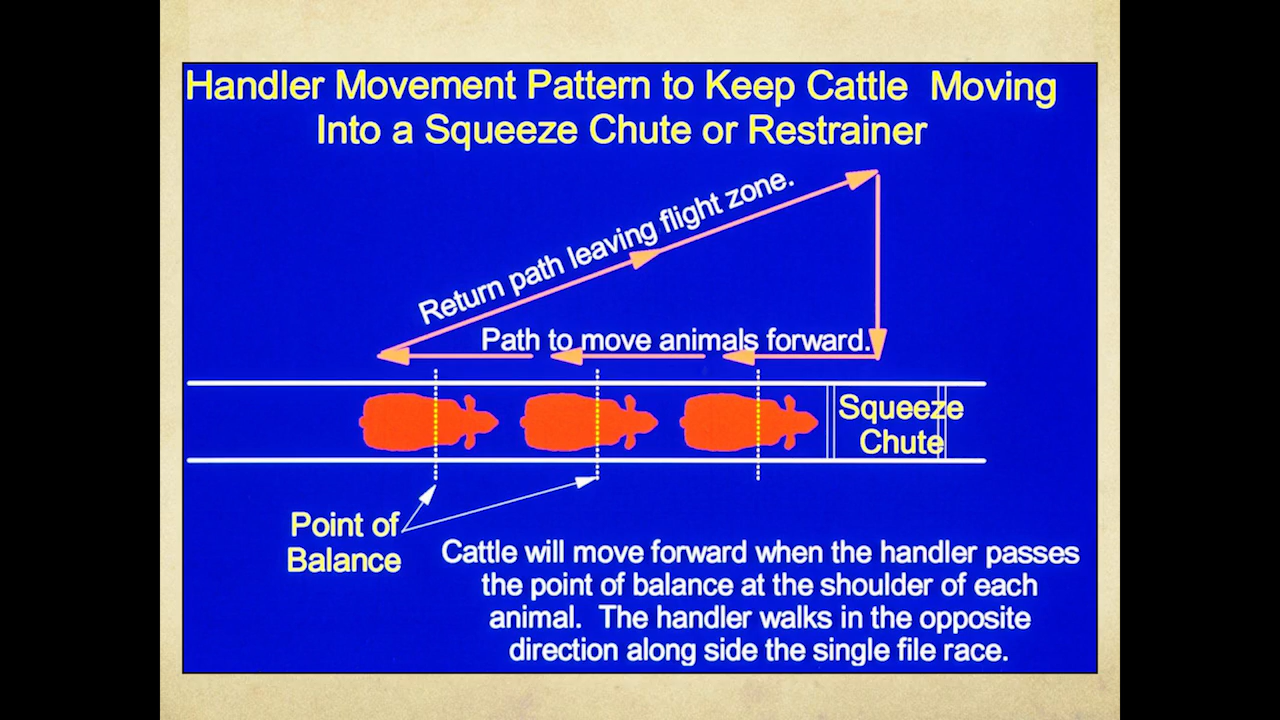 Handler Movement Pattern to Keep Cattle Moving
Into a Squeeze Chute or Restrainer
Return path leaving flight zone.
Path to move animals forward.
Squeeze
Chute
Point of
Balance
Cattle will move forward when the handler passes
the point of balance at the shoulder of each
animal. The handler walks in the opposite
direction along side the single file race.